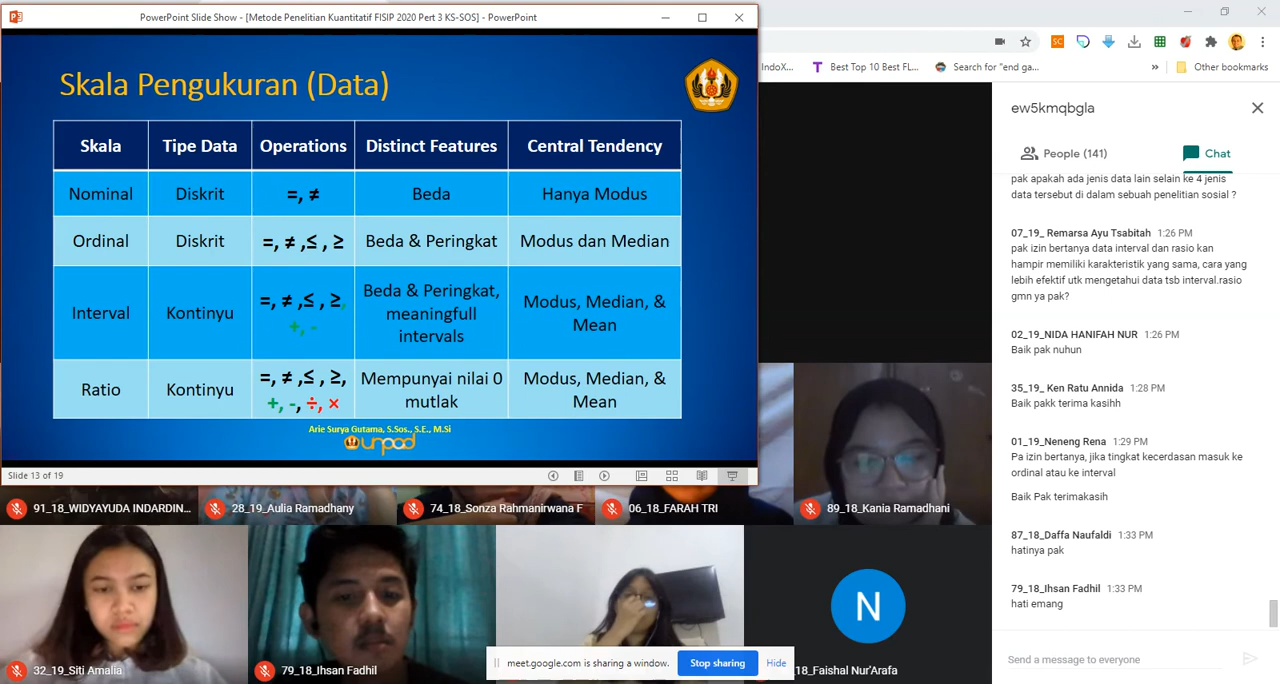 PowerPoint Slide Show - [Metode Penelitian Kuantitatif FISIP 2020 Pert 3 KS-SOS] - PowerPoint
Skala Pengukuran (Data)
Skala Tipe Data Operations Distinct Features Central Tendency
Nominal Diskrit =, ≠ Beda Hanya Modus
Ordinal Diskrit =, ≠ ,≤ , ≥ Beda & Peringkat Modus dan Median
Interval Kontinyu =, ≠ ,≤ , ≥, +, - Beda & Peringkat, meaningfull intervals Modus, Median, & Mean
Ratio Kontinyu =, ≠ ,≤ , ≥, +, -, ÷, × Mempunyai nilai 0 mutlak Modus, Median, & Mean
Arie Surya Gutama, S.Sos., S.E., M.Si
unpad
Slide 13 of 19
IndoX...
Best Top 10 Best FL...
Search for "end ga...
»
Other bookmarks
ew5kmqbgla
People (141)
Chat
pak apakah ada jenis data lain selain ke 4 jenis
data tersebut di dalam sebuah penelitian sosial ?
07_19_ Remarsa Ayu Tsabitah 1:26 PM
pak izin bertanya data interval dan rasio kan
hampir memiliki karakteristik yang sama, cara yang
lebih efektif utk mengetahui data tsb interval.rasio
gmn ya pak?
02_19_NIDA HANIFAH NUR 1:26 PM
Baik pak nuhun
35_19_ Ken Ratu Annida 1:28 PM
Baik pakk terima kasihh
01_19_Neneng Rena 1:29 PM
Pa izin bertanya, jika tingkat kecerdasan masuk ke
ordinal atau ke interval
Baik Pak terimakasih
87_18_Daffa Naufaldi 1:33 PM
hatinya pak
79_18_Ihsan Fadhil 1:33 PM
hati emang
Send a message to everyone
91_18_WIDYAYUDA INDARDIN...
28_19_Aulia Ramadhany
74_18_Sonza Rahmanirwana F
06_18_FARAH TRI
89_18_Kania Ramadhani
32_19_Siti Amalia
79_18_Ihsan Fadhil
N
_18_Faishal Nur'Arafa
meet.google.com is sharing a window.
Stop sharing
Hide